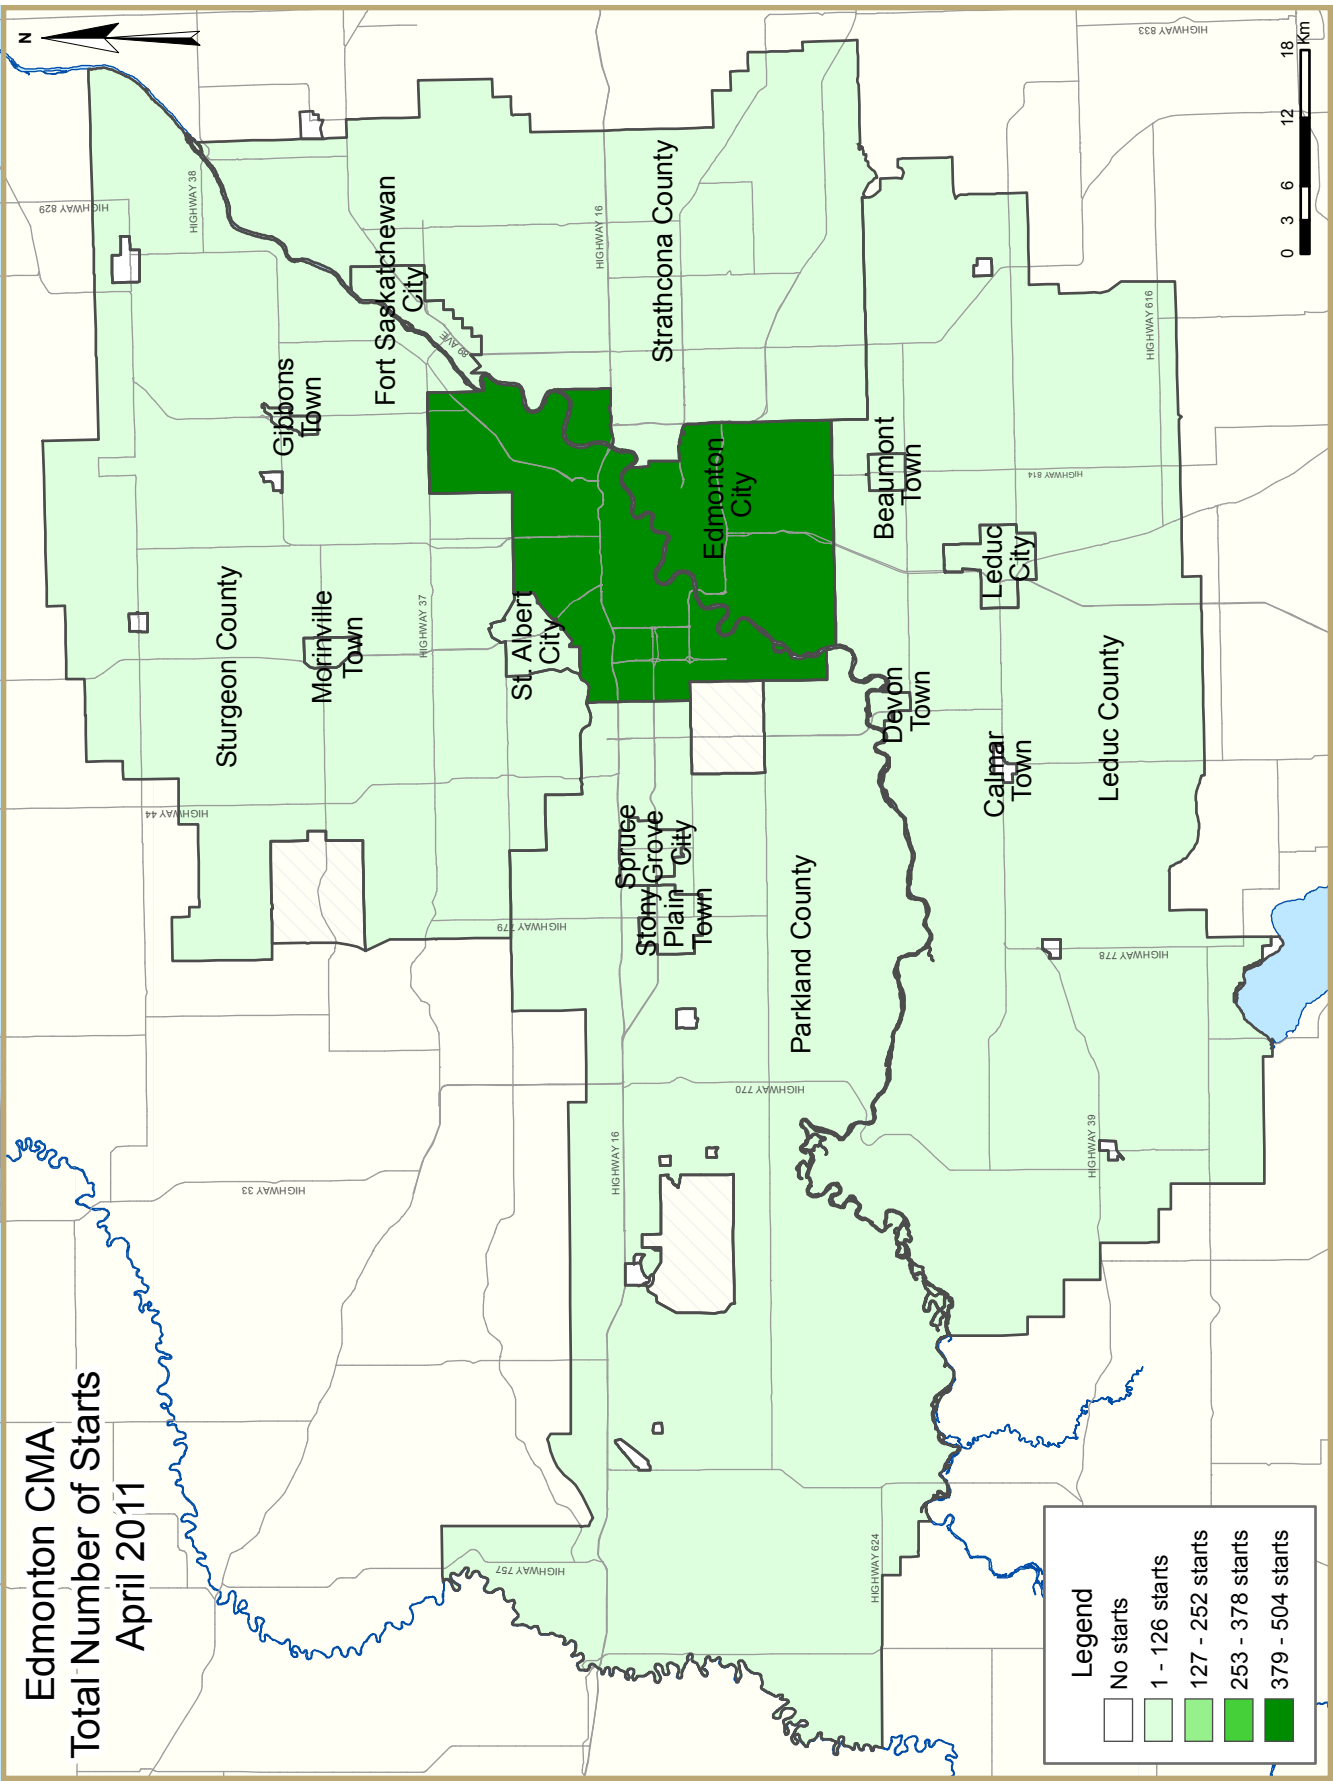 Edmonton CMA
Total Number of Starts
April 2011
N
HIGHWAY 829
HIGHWAY 38
HIGHWAY 833
HIGHWAY 44
Sturgeon County
Morinville
Town
Gibbons
Town
Fort Saskatchewan
City
89 AVE
HIGHWAY 37
St. Albert
City
HIGHWAY 16
Strathcona County
Edmonton
City
HIGHWAY 33
HIGHWAY 779
Spruce
Grove
City
Stony
Plain
Town
HIGHWAY 16
HIGHWAY 757
HIGHWAY 770
Parkland County
HIGHWAY 624
Devon
Town
Beaumont
Town
Leduc
City
Calmar
Town
HIGHWAY 814
HIGHWAY 616
Leduc County
HIGHWAY 778
HIGHWAY 39
Legend
No starts
1 - 126 starts
127 - 252 starts
253 - 378 starts
379 - 504 starts
0 3 6 12 18
Km